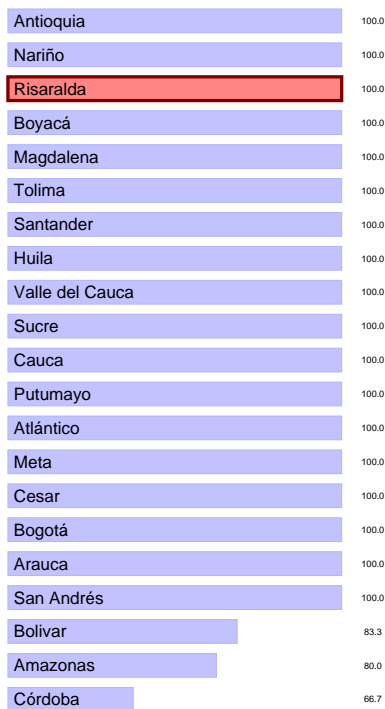 Antioquia 100.0
Nariño 100.0
Risaralda 100.0
Boyacá 100.0
Magdalena 100.0
Tolima 100.0
Santander 100.0
Huila 100.0
Valle del Cauca 100.0
Sucre 100.0
Cauca 100.0
Putumayo 100.0
Atlántico 100.0
Meta 100.0
Cesar 100.0
Bogotá 100.0
Arauca 100.0
San Andrés 100.0
Bolivar 83.3
Amazonas 80.0
Córdoba 66.7